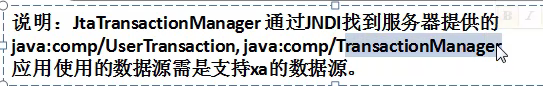 说明：JtaTransactionManager 通过JNDI找到服务器提供的
java:comp/UserTransaction, java:comp/TransactionManager
应用使用的数据源需是支持xa的数据源。